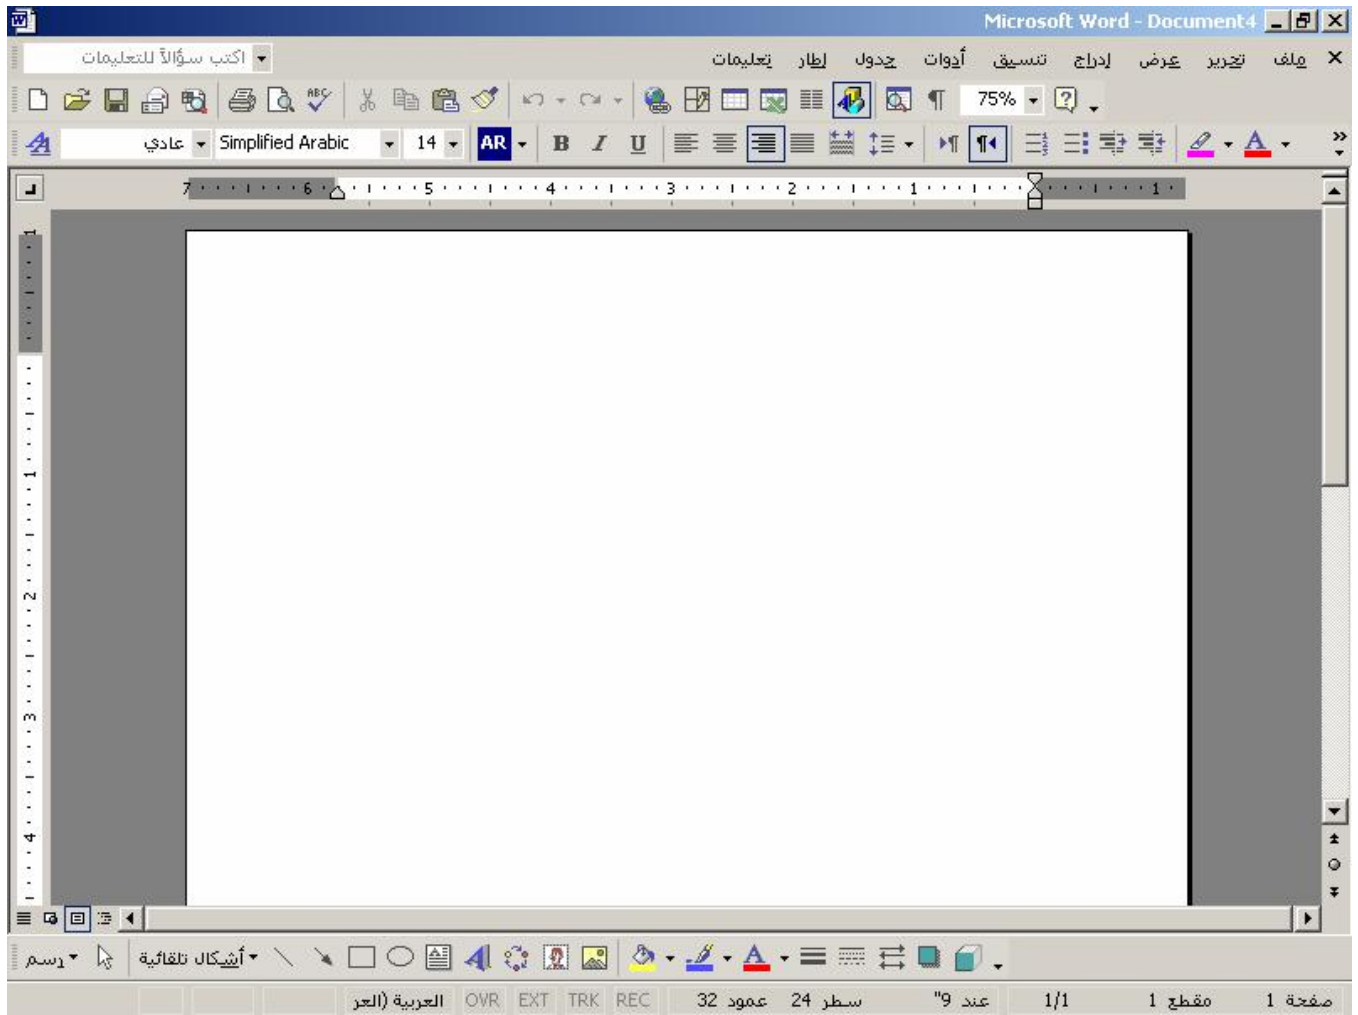 Microsoft Word - Document4
ملف تحرير عرض إدراج تنسيق أدوات جدول إطار تعليمات اكتب سؤالاً للتعليمات
ABC 75%
عادي Simplified Arabic 14 AR B I U A
7 6 5 4 3 2 1 1
1
1
2
3
4
رسم أشكال تلقائية A A
صفحة 1 مقطع 1 1/1 عند 9" سطر 24 عمود 32 REC TRK EXT OVR العربية (العر